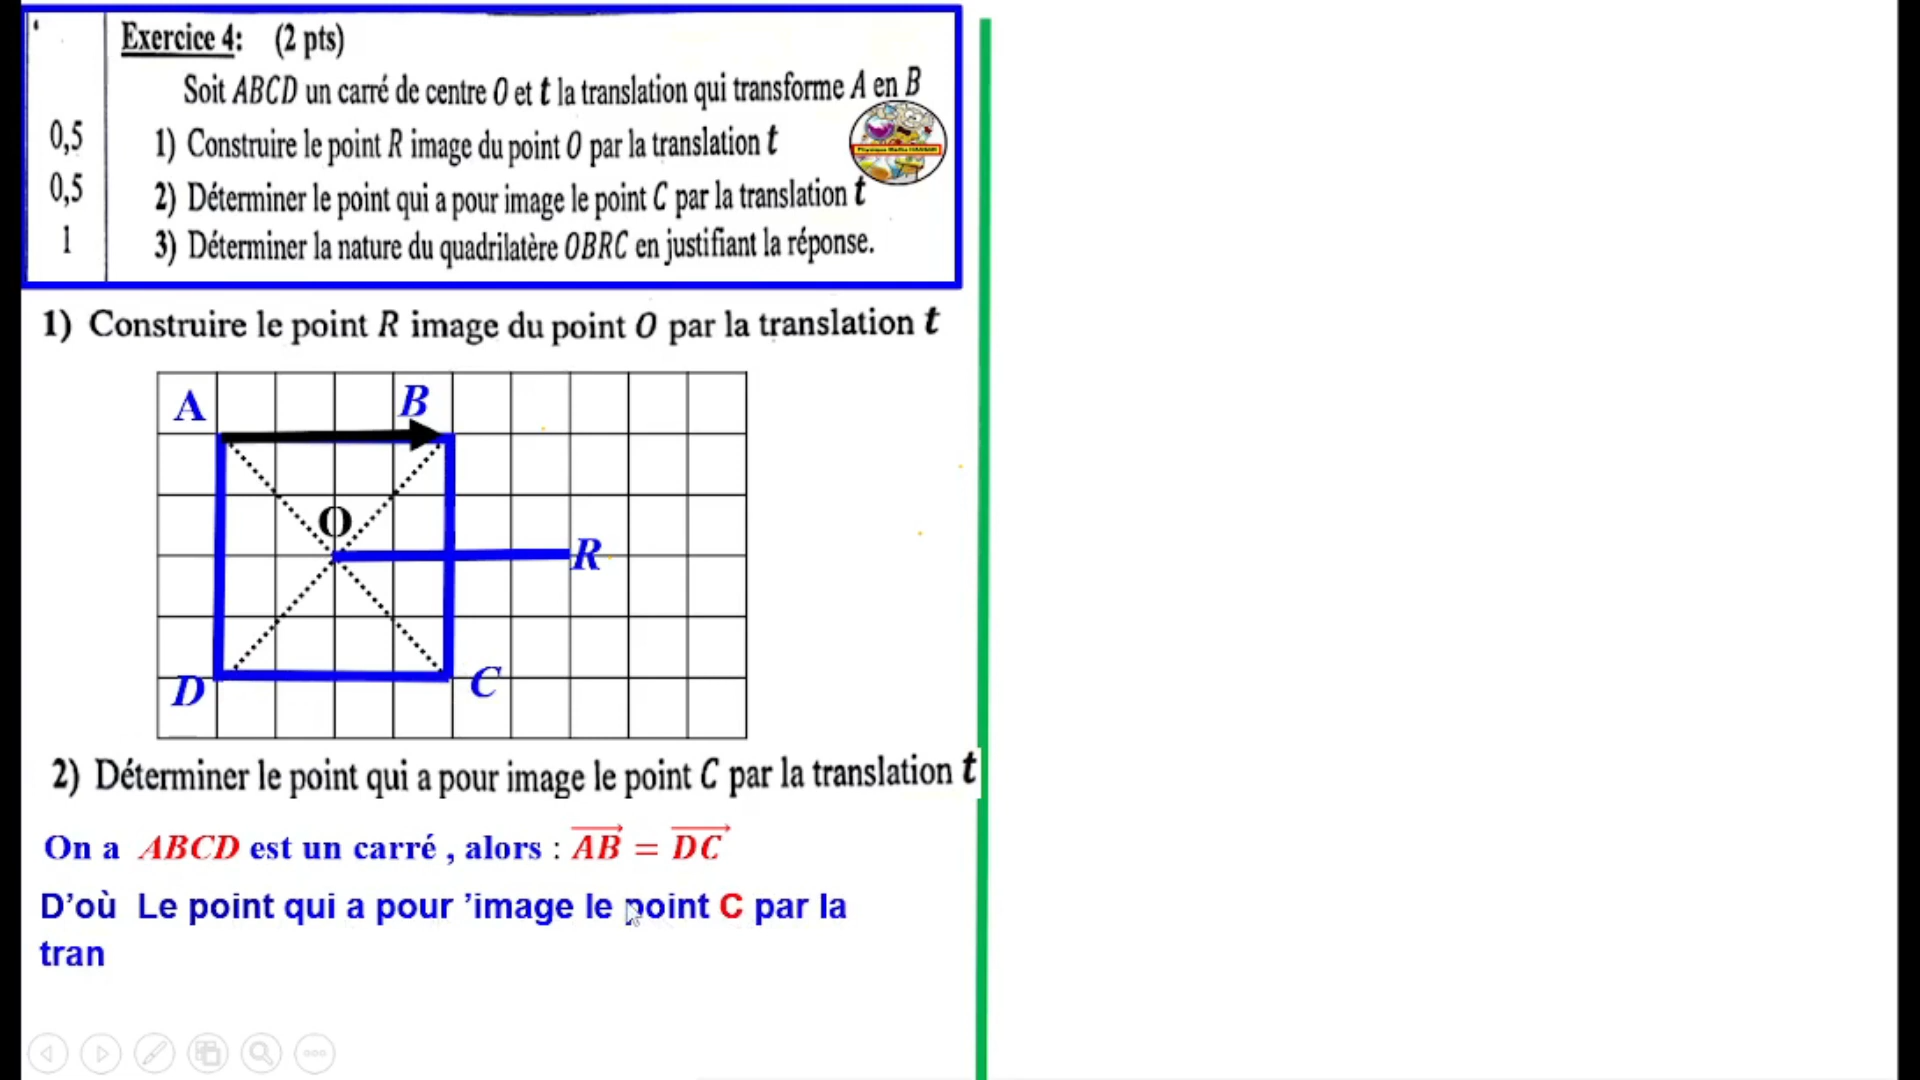 Exercice 4: (2 pts)
Soit ABCD un carré de centre O et t la translation qui transforme A en B
0,5 1) Construire le point R image du point O par la translation t
0,5 2) Déterminer le point qui a pour image le point C par la translation t
1 3) Déterminer la nature du quadrilatère OBRC en justifiant la réponse.
1) Construire le point R image du point O par la translation t
A B
O
R
D C
2) Déterminer le point qui a pour image le point C par la translation t
On a ABCD est un carré , alors : \overrightarrow{AB} = \overrightarrow{DC}
D’où Le point qui a pour ’image le point C par la
tran